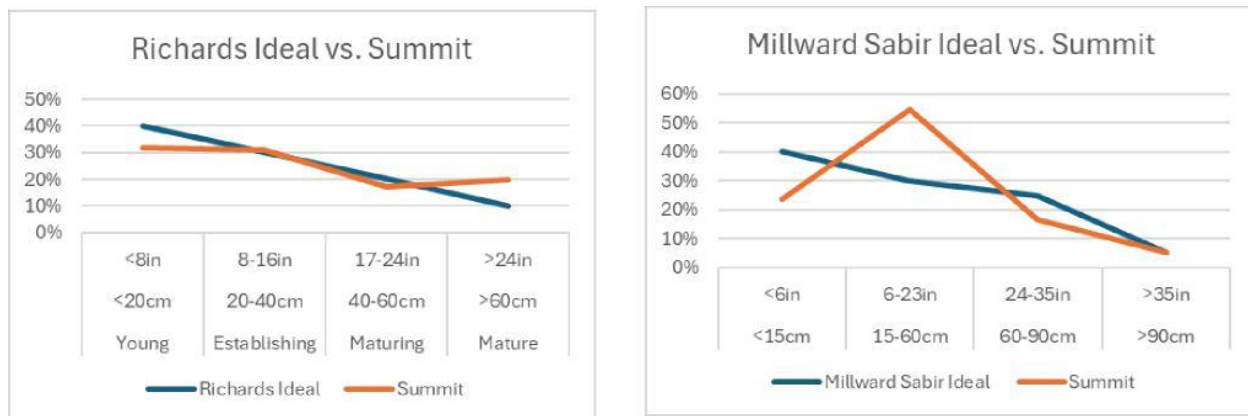 Richards Ideal vs. Summit
50%
40%
30%
20%
10%
0%
<8in 8-16in 17-24in >24in
<20cm 20-40cm 40-60cm >60cm
Young Establishing Maturing Mature
Richards Ideal Summit
Millward Sabir Ideal vs. Summit
60%
50%
40%
30%
20%
10%
0%
<6in 6-23in 24-35in >35in
<15cm 15-60cm 60-90cm >90cm
Millward Sabir Ideal Summit